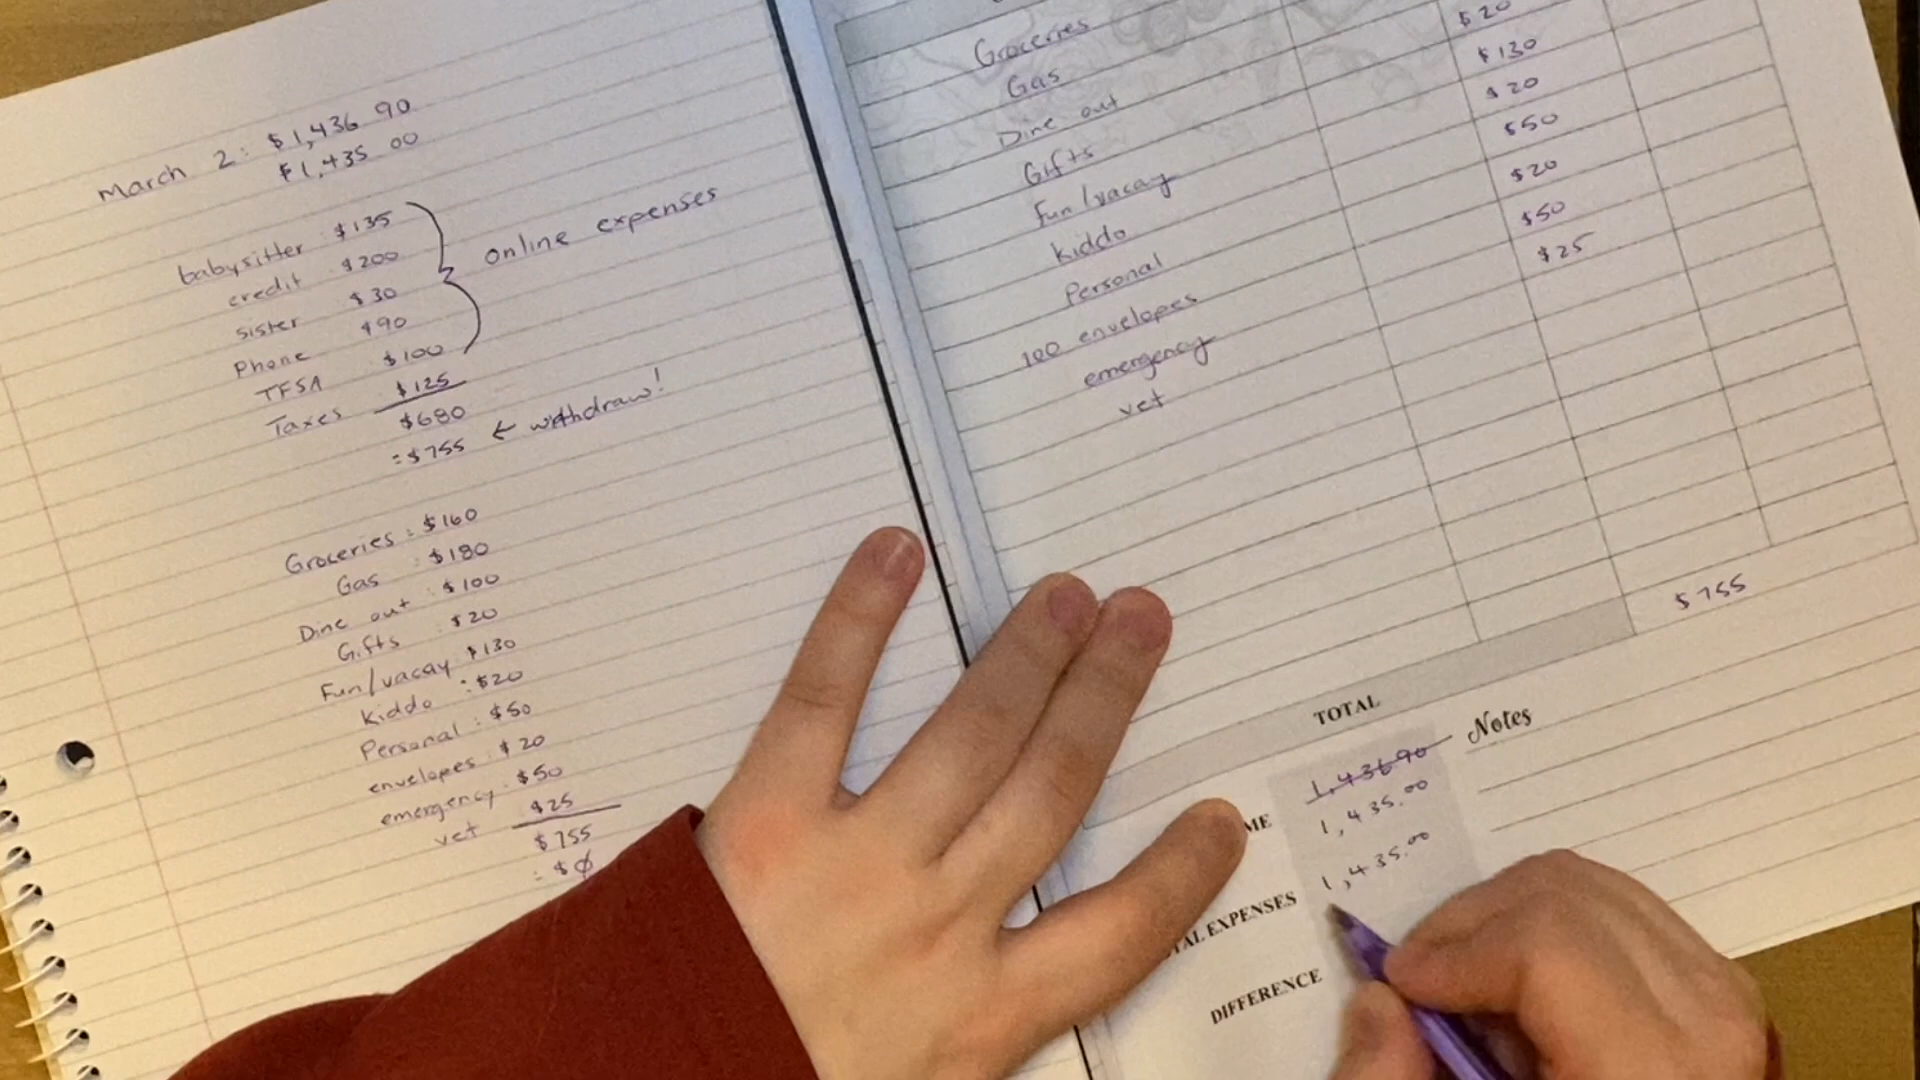 March 2: $1,436 90
$1,435 00
babysitter: $135
credit $200
sister $30
Phone $90
TFSA $100
Taxes $125
$680
= $755 ← withdraw!
online expenses
Groceries: $160
Gas: $180
Dine out: $100
Gifts: $20
Fun/vacay $130
Kiddo: $20
Personal: $50
envelopes: $20
emergency: $50
vet $25
$755
: $0
Groceries
Gas
Dine out
Gifts
Fun/vacay
Kiddo
Personal
100 envelopes
emergency
vet
$20
$130
$20
$50
$20
$50
$25
$755
TOTAL
Notes
1,43690
1,435.00
1,435.00
EXPENSES
DIFFERENCE